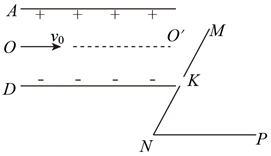 A
+ + + +
O v₀ O′ M
- - - -
D K
N P